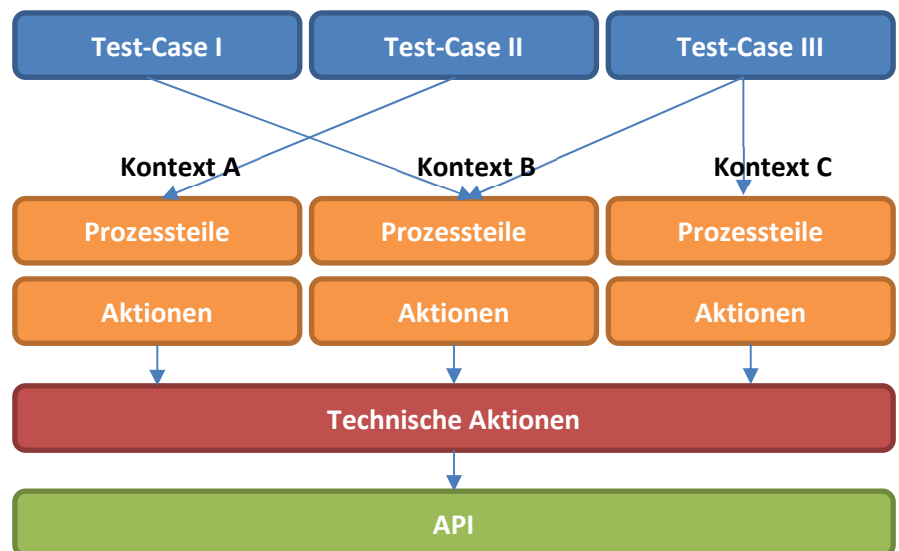 Test-Case I Test-Case II Test-Case III
Kontext A Kontext B Kontext C
Prozessteile Prozessteile Prozessteile
Aktionen Aktionen Aktionen
Technische Aktionen
API